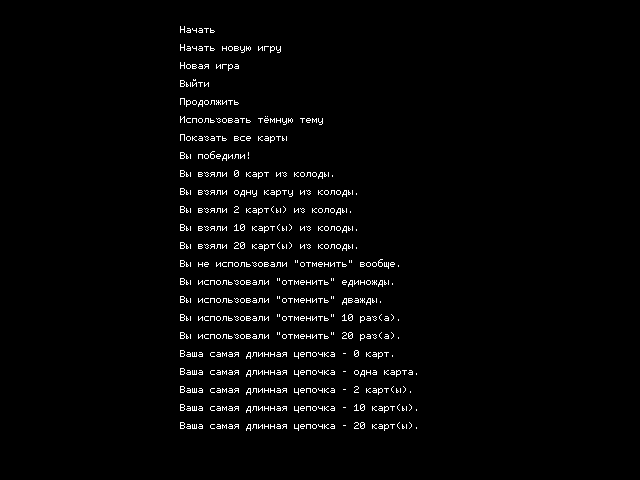 Начать
Начать новую игру
Новая игра
Выйти
Продолжить
Использовать тёмную тему
Показать все карты
Вы победили!
Вы взяли 0 карт из колоды.
Вы взяли одну карту из колоды.
Вы взяли 2 карт(ы) из колоды.
Вы взяли 10 карт(ы) из колоды.
Вы взяли 20 карт(ы) из колоды.
Вы не использовали "отменить" вообще.
Вы использовали "отменить" единожды.
Вы использовали "отменить" дважды.
Вы использовали "отменить" 10 раз(а).
Вы использовали "отменить" 20 раз(а).
Ваша самая длинная цепочка - 0 карт.
Ваша самая длинная цепочка - одна карта.
Ваша самая длинная цепочка - 2 карт(ы).
Ваша самая длинная цепочка - 10 карт(ы).
Ваша самая длинная цепочка - 20 карт(ы).